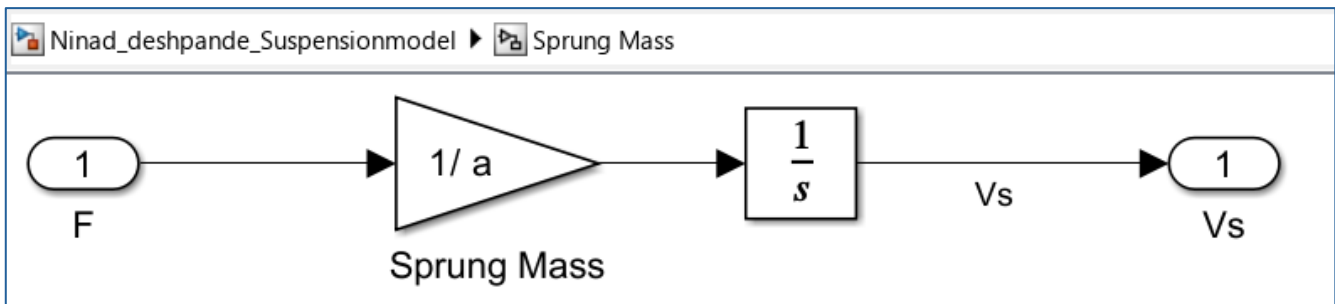 Ninad_deshpande_Suspensionmodel Sprung Mass
1
F
1/ a
Sprung Mass
1
s
Vs
1
Vs